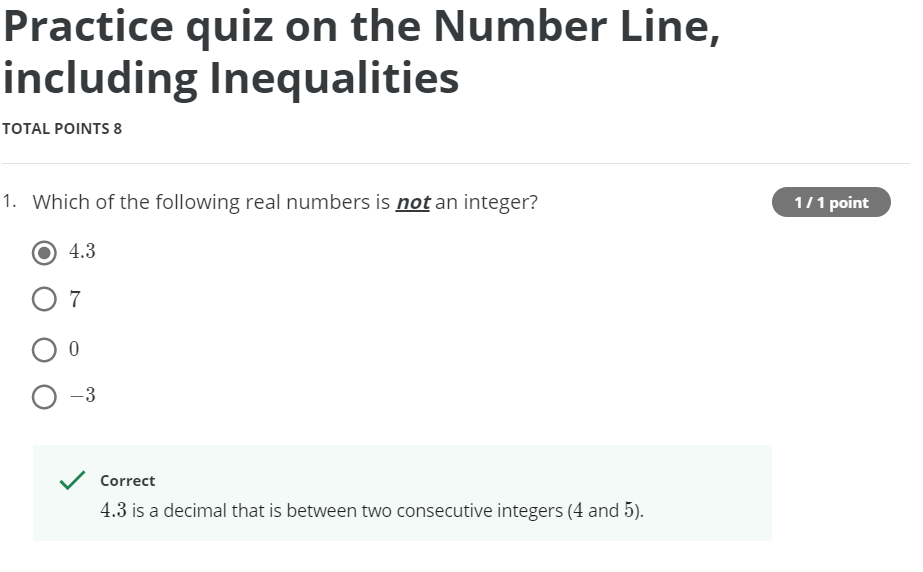 Practice quiz on the Number Line,
including Inequalities
TOTAL POINTS 8
1. Which of the following real numbers is not an integer?
1 / 1 point
4.3
7
0
−3
Correct
4.3 is a decimal that is between two consecutive integers (4 and 5).